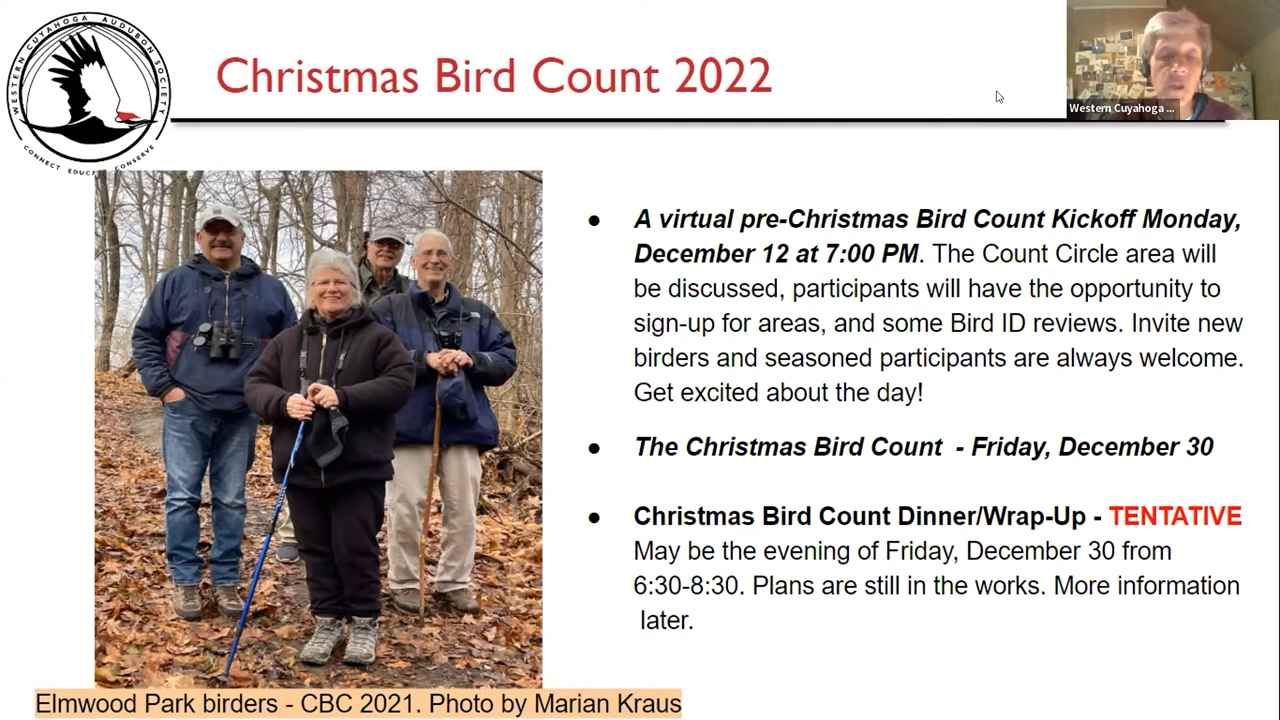 WESTERN CUYAHOGA AUDUBON SOCIETY
CONNECT EDUCATE CONSERVE
Christmas Bird Count 2022
Western Cuyahoga ...
● A virtual pre-Christmas Bird Count Kickoff Monday,
December 12 at 7:00 PM. The Count Circle area will
be discussed, participants will have the opportunity to
sign-up for areas, and some Bird ID reviews. Invite new
birders and seasoned participants are always welcome.
Get excited about the day!
● The Christmas Bird Count - Friday, December 30
● Christmas Bird Count Dinner/Wrap-Up - TENTATIVE
May be the evening of Friday, December 30 from
6:30-8:30. Plans are still in the works. More information
later.
Elmwood Park birders - CBC 2021. Photo by Marian Kraus